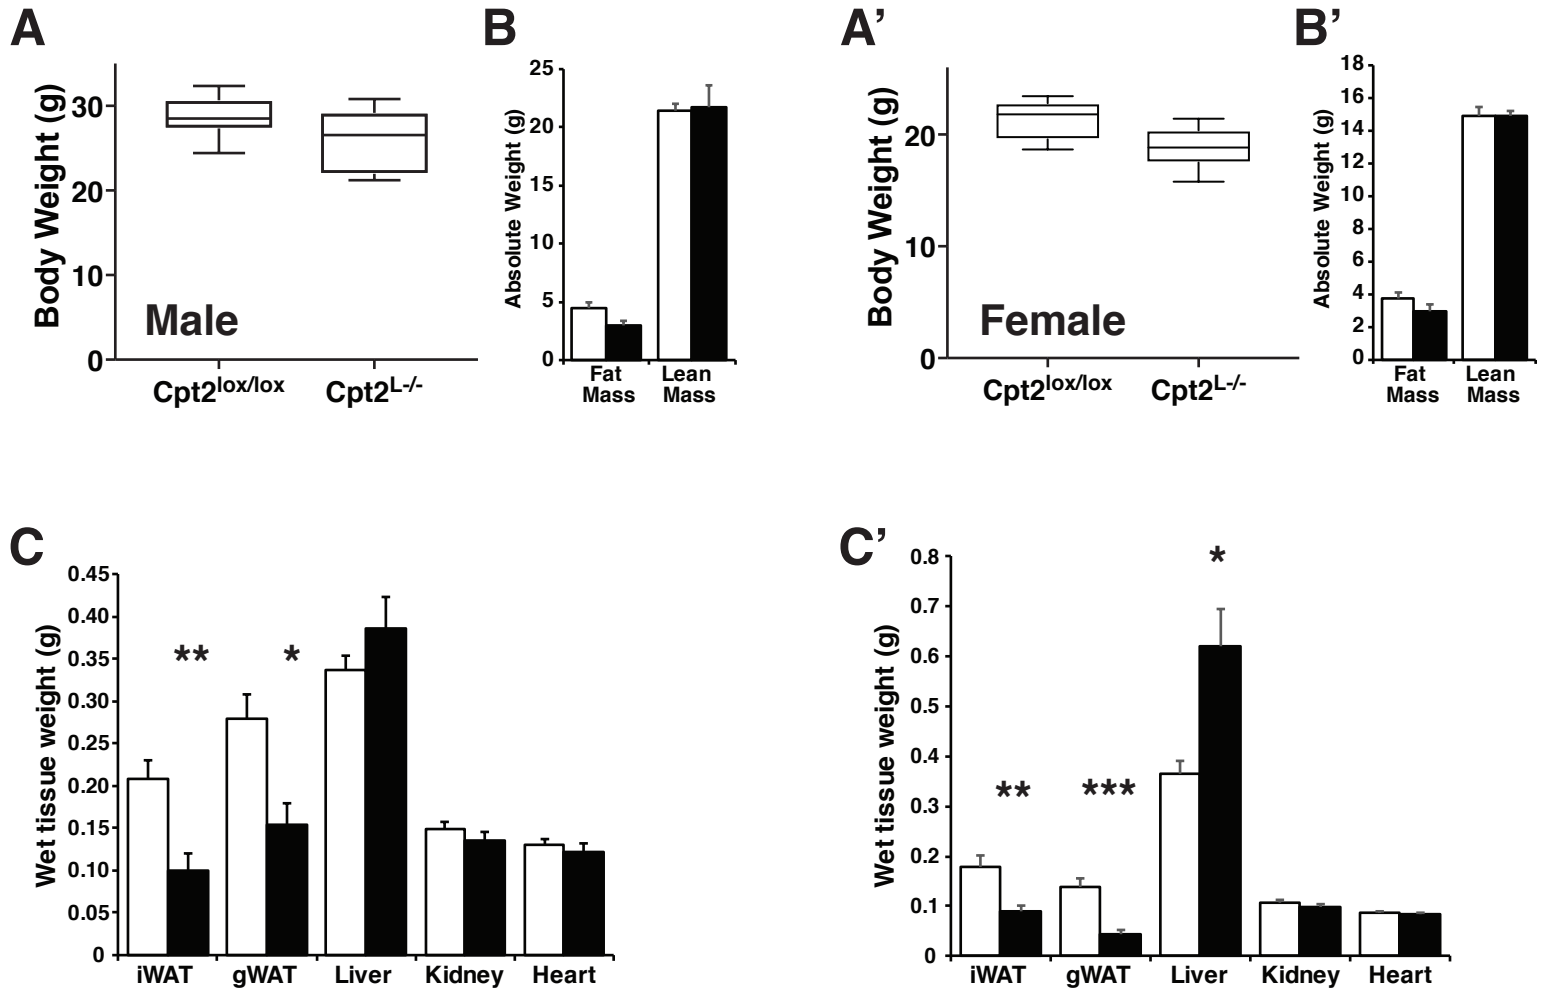 A
Body Weight (g)
30
20
10
0
Male
Cpt2lox/lox
Cpt2L-/-
B
Absolute Weight (g)
25
20
15
10
5
0
Fat Mass
Lean Mass
A’
Body Weight (g)
20
10
0
Female
Cpt2lox/lox
Cpt2L-/-
B’
Absolute Weight (g)
18
16
14
12
10
8
6
4
2
0
Fat Mass
Lean Mass
C
Wet tissue weight (g)
0.45
0.40
0.35
0.30
0.25
0.20
0.15
0.10
0.05
0
**
*
iWAT
gWAT
Liver
Kidney
Heart
C’
Wet tissue weight (g)
0.8
0.7
0.6
0.5
0.4
0.3
0.2
0.1
0
**
***
*
iWAT
gWAT
Liver
Kidney
Heart